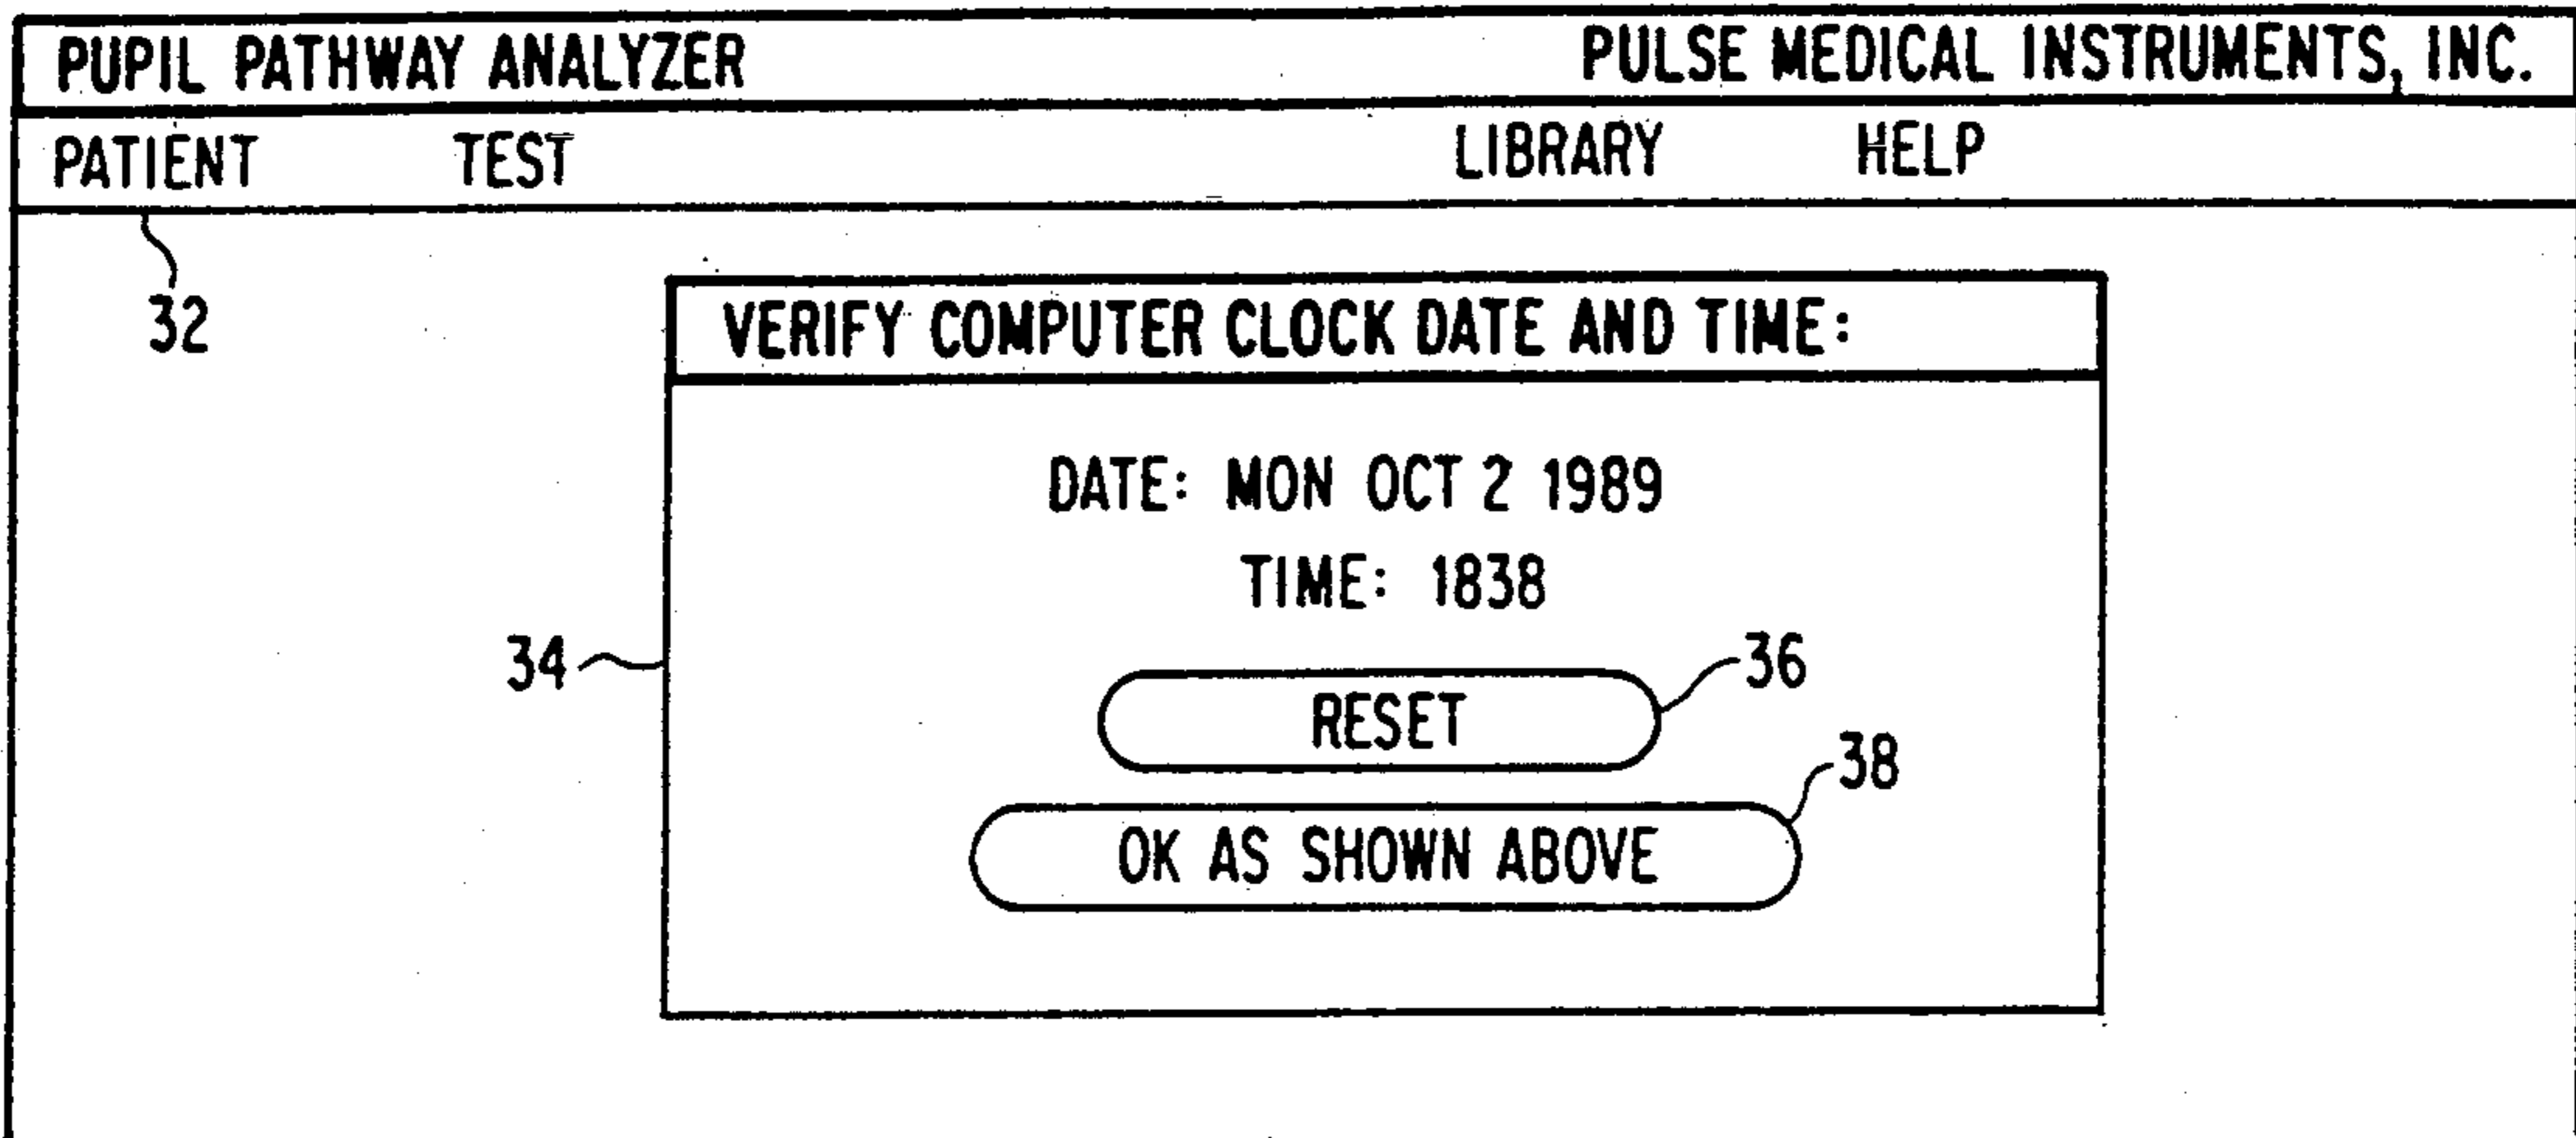 PUPIL PATHWAY ANALYZER PULSE MEDICAL INSTRUMENTS, INC.
PATIENT TEST LIBRARY HELP
32
VERIFY COMPUTER CLOCK DATE AND TIME:
DATE: MON OCT 2 1989
TIME: 1838
34
36
RESET
38
OK AS SHOWN ABOVE